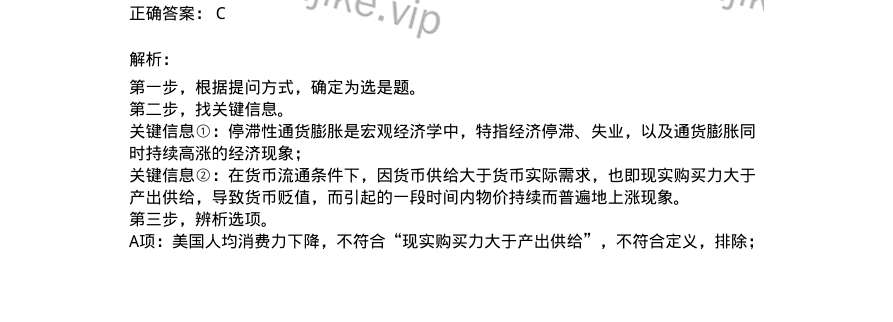 正确答案： C
jike.vip
解析：
第一步，根据提问方式，确定为选是题。
第二步，找关键信息。
关键信息①：停滞性通货膨胀是宏观经济学中，特指经济停滞、失业，以及通货膨胀同
时持续高涨的经济现象；
关键信息②：在货币流通条件下，因货币供给大于货币实际需求，也即现实购买力大于
产出供给，导致货币贬值，而引起的一段时间内物价持续而普遍地上涨现象。
第三步，辨析选项。
A项：美国人均消费力下降，不符合“现实购买力大于产出供给”，不符合定义，排除；